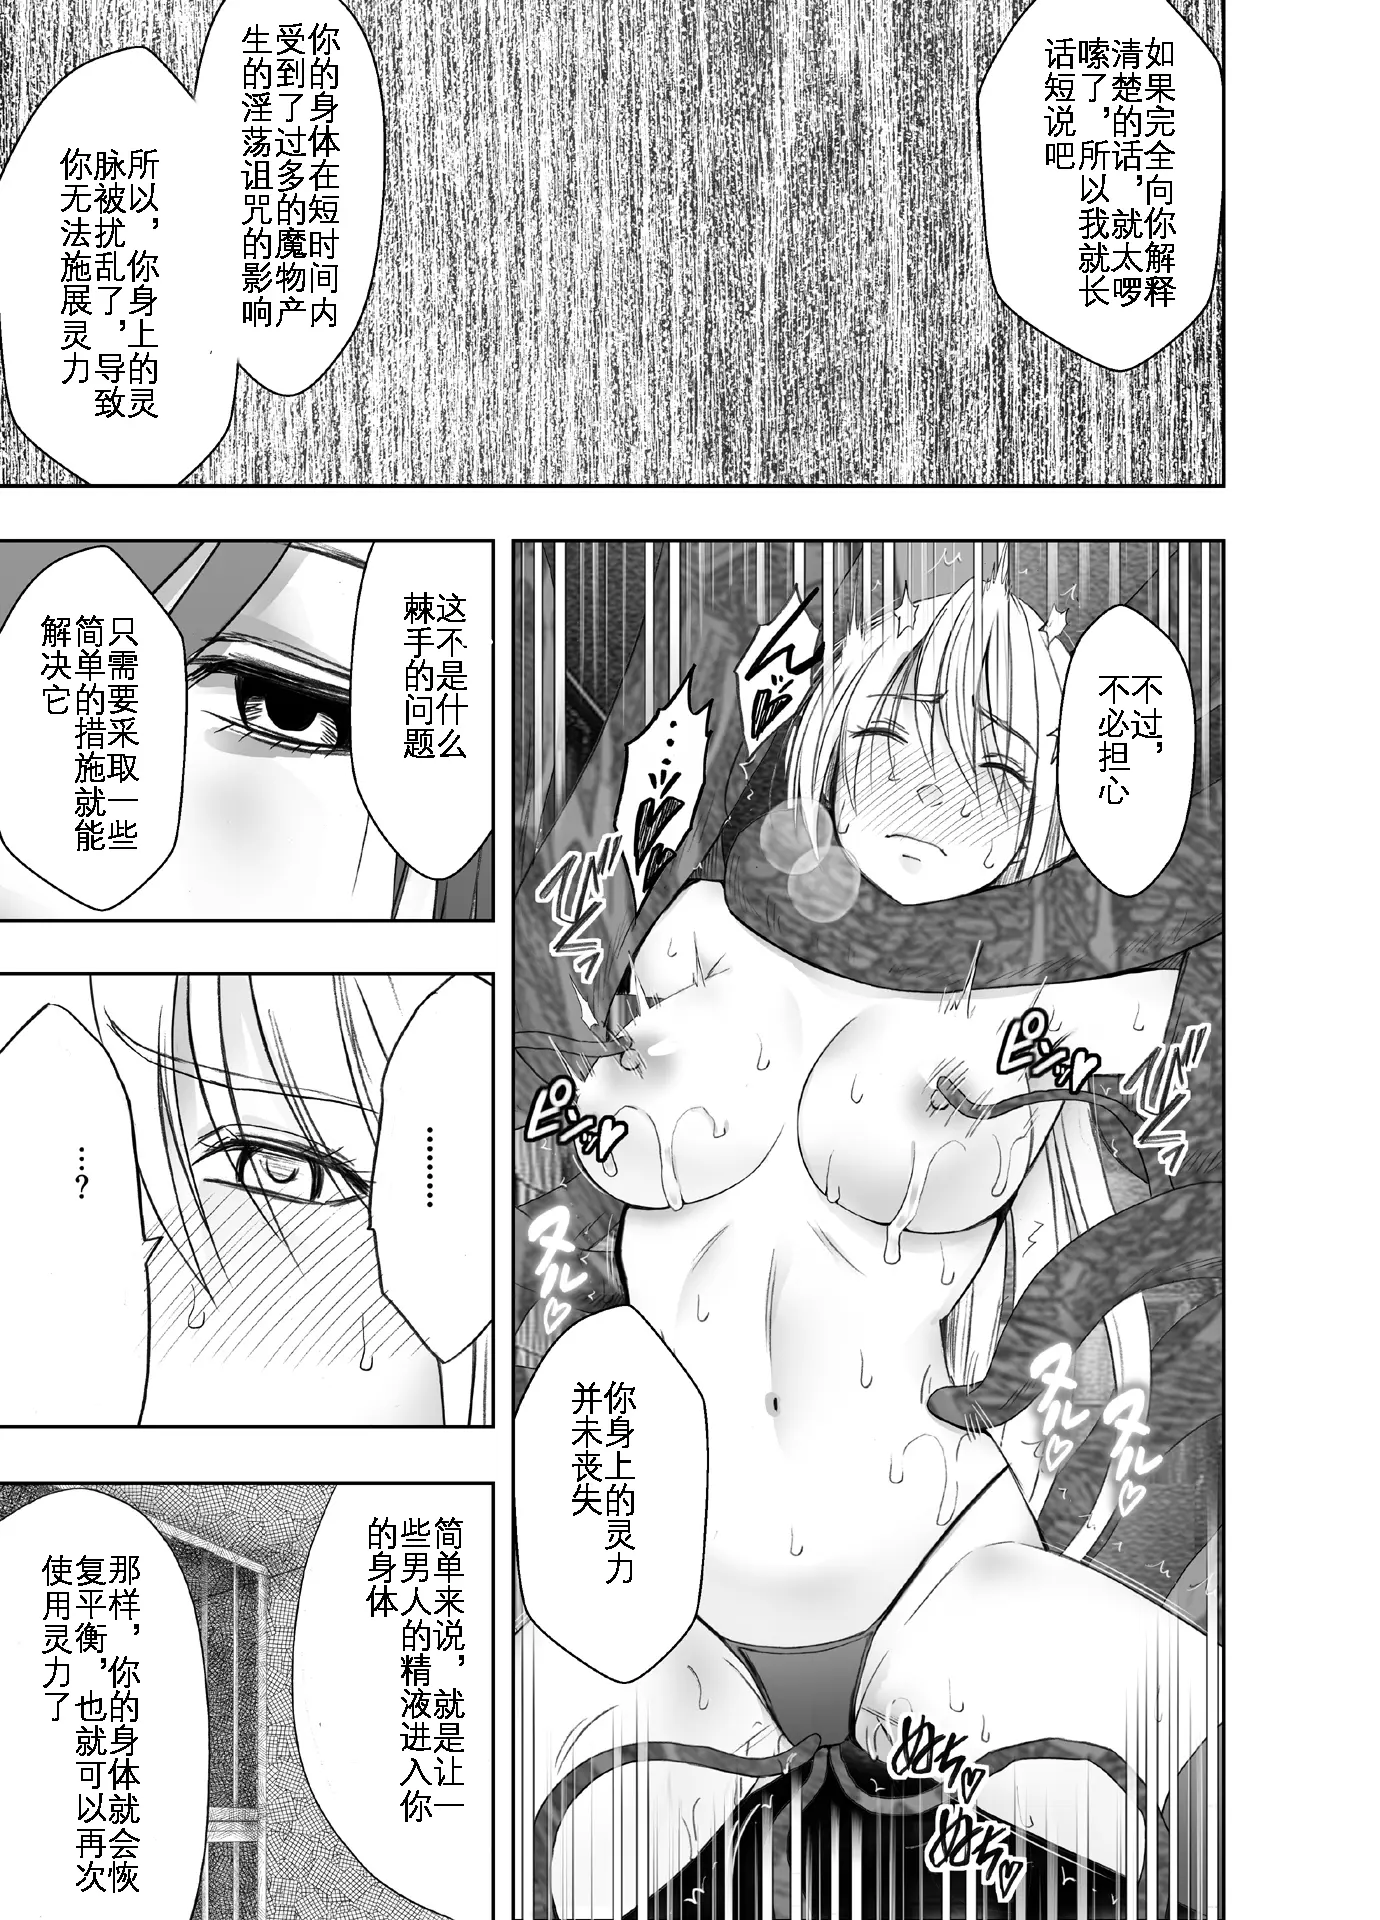 如果完全向你解释
清楚的话，就太啰
嗦了，所以我就长
话短说吧
你的身体在短时间内
受到了过多的魔物产
生的淫荡诅咒的影响
所以，你身上的灵
脉被扰乱了，导致
你无法施展灵力
不过，
不必担心
ピンッ♥
ピンッ♥
ヌル♡
ヌル♡
ヌル♡
你身上的灵力
并未丧失
ぬち♡
ぬち♡
这不是什么
棘手的问题
只需要采取一些
简单的措施就能
解决它
………
…?
简单来说，就是让一
些男人的精液进入你
的身体
那样，你的身体就会恢
复平衡，也就可以再次
使用灵力了